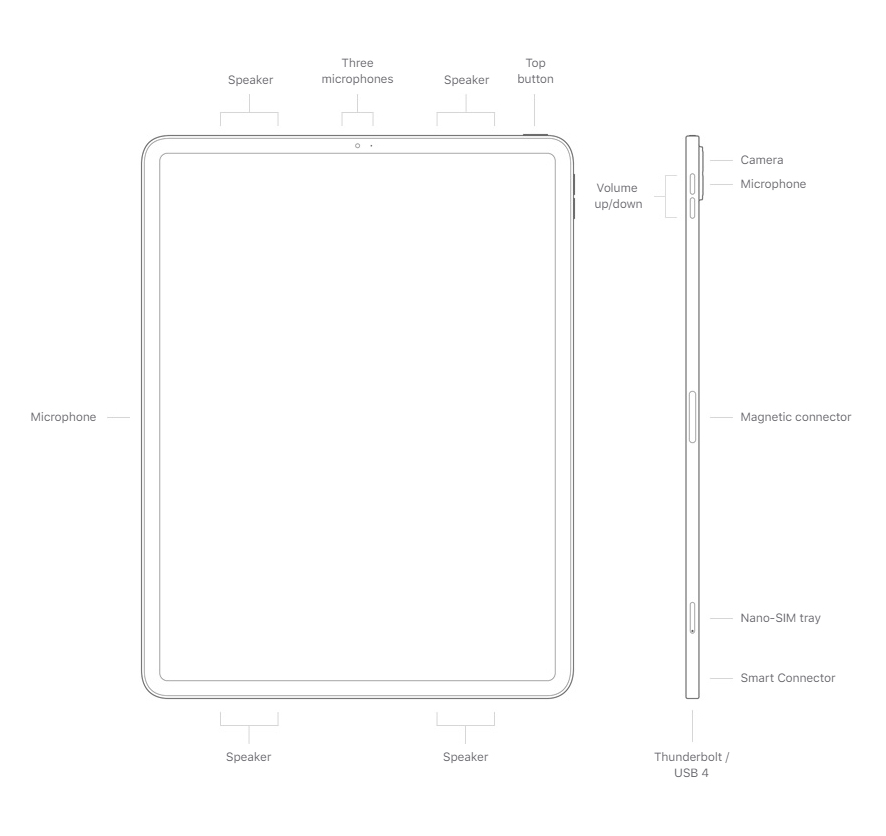 Speaker
Three
microphones
Speaker
Top
button
Camera
Microphone
Volume
up/down
Microphone
Magnetic connector
Nano-SIM tray
Smart Connector
Speaker
Speaker
Thunderbolt /
USB 4